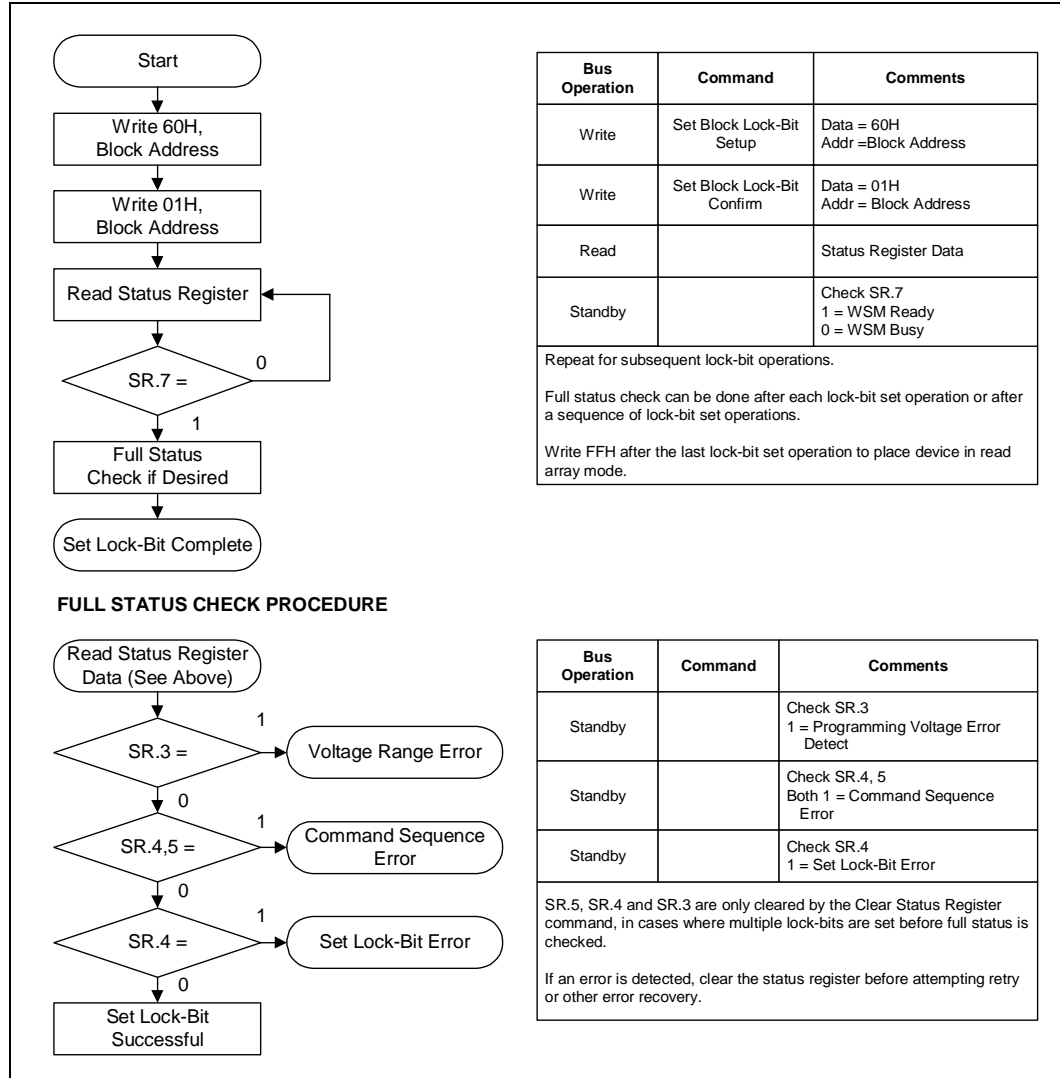 Start
Write 60H,
Block Address
Write 01H,
Block Address
Read Status Register
SR.7 =
0
1
Full Status
Check if Desired
Set Lock-Bit Complete
Bus
Operation
Command
Comments
Write
Set Block Lock-Bit
Setup
Data = 60H
Addr =Block Address
Write
Set Block Lock-Bit
Confirm
Data = 01H
Addr = Block Address
Read
Status Register Data
Standby
Check SR.7
1 = WSM Ready
0 = WSM Busy
Repeat for subsequent lock-bit operations.
Full status check can be done after each lock-bit set operation or after
a sequence of lock-bit set operations.
Write FFH after the last lock-bit set operation to place device in read
array mode.
FULL STATUS CHECK PROCEDURE
Read Status Register
Data (See Above)
SR.3 =
1
Voltage Range Error
0
SR.4,5 =
1
Command Sequence
Error
0
SR.4 =
1
Set Lock-Bit Error
0
Set Lock-Bit
Successful
Bus
Operation
Command
Comments
Standby
Check SR.3
1 = Programming Voltage Error
Detect
Standby
Check SR.4, 5
Both 1 = Command Sequence
Error
Standby
Check SR.4
1 = Set Lock-Bit Error
SR.5, SR.4 and SR.3 are only cleared by the Clear Status Register
command, in cases where multiple lock-bits are set before full status is
checked.
If an error is detected, clear the status register before attempting retry
or other error recovery.